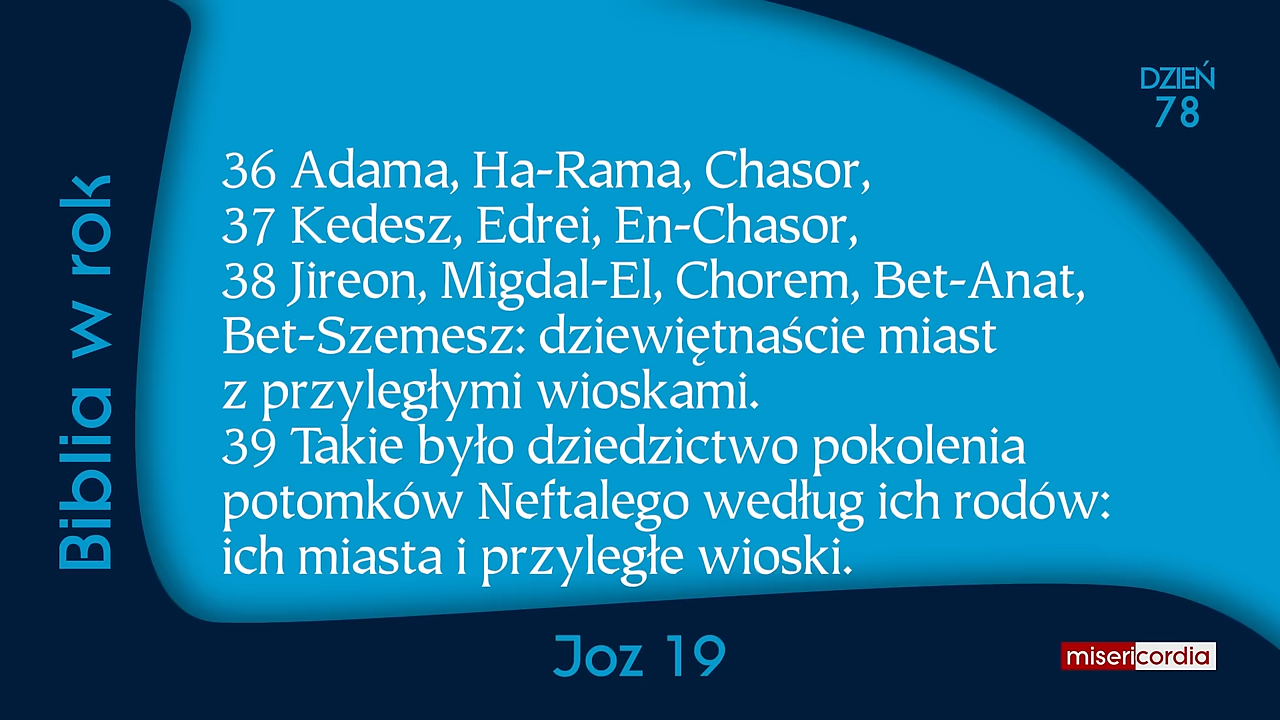 DZIEŃ
78
Biblia w rok
36 Adama, Ha-Rama, Chasor,
37 Kedesz, Edrei, En-Chasor,
38 Jireon, Migdal-El, Chorem, Bet-Anat,
Bet-Szemesz: dziewiętnaście miast
z przyległymi wioskami.
39 Takie było dziedzictwo pokolenia
potomków Neftalego według ich rodów:
ich miasta i przyległe wioski.
Joz 19
misericordia